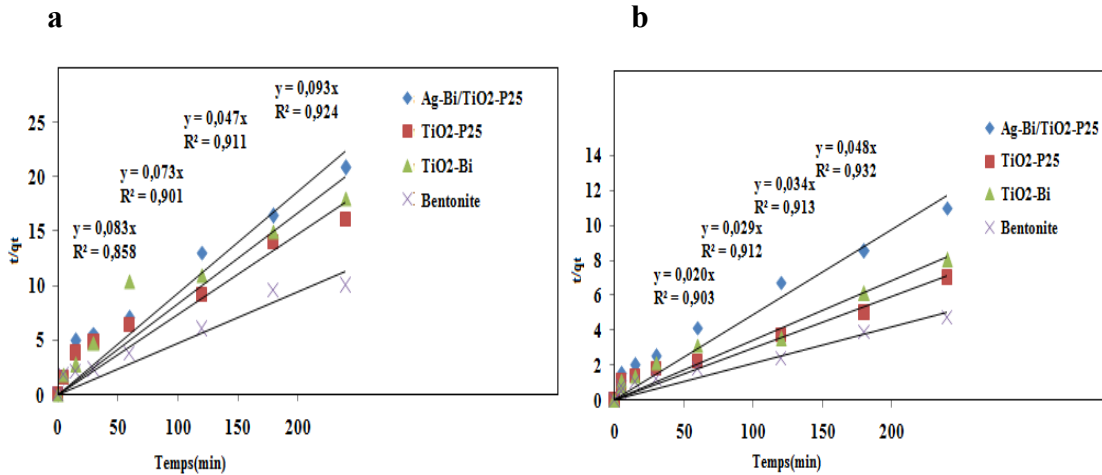 a
y = 0,093x
R² = 0,924
y = 0,047x
R² = 0,911
y = 0,073x
R² = 0,901
y = 0,083x
R² = 0,858
Ag-Bi/TiO2-P25
TiO2-P25
TiO2-Bi
Bentonite
t/qt
25
20
15
10
5
0
0 50 100 150 200
Temps(min)
b
y = 0,048x
R² = 0,932
y = 0,034x
R² = 0,913
y = 0,029x
R² = 0,912
y = 0,020x
R² = 0,903
Ag-Bi/TiO2-P25
TiO2-P25
TiO2-Bi
Bentonite
t/qt
14
12
10
8
6
4
2
0
0 50 100 150 200
Temps(min)